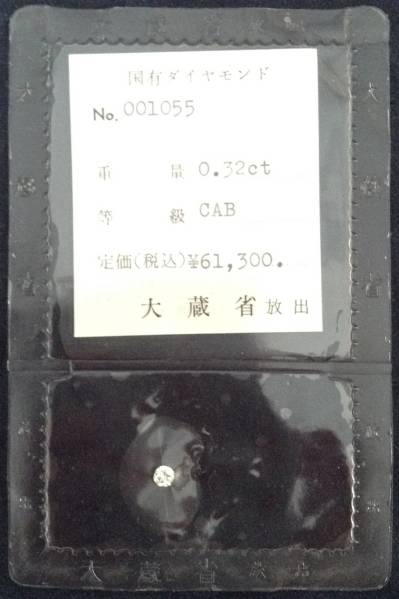 国有ダイヤモンド
No. 001055
重 量 0.32ct
等 級 CAB
定価(税込)¥61,300.
大 蔵 省 放出
大 蔵 省 放出